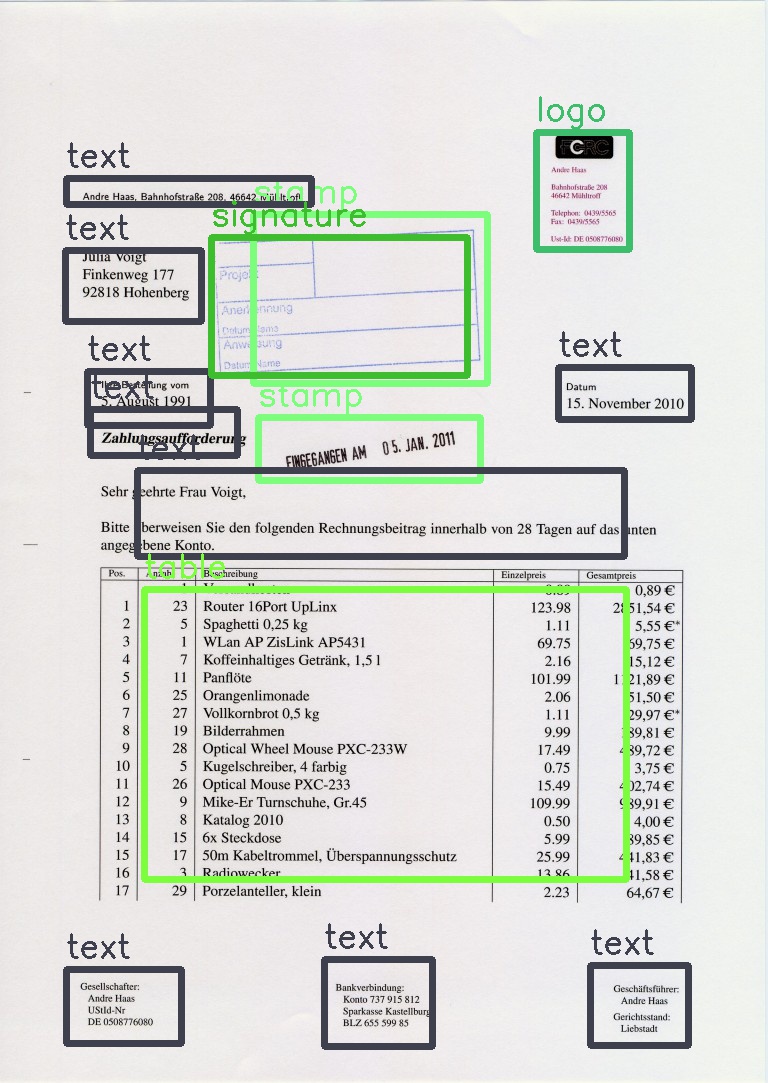 logo
FCRC
Andre Haas
Bahnhofstraße 208
46642 Mühltroff
Telephon: 0439/5565
Fax: 0439/5565
Ust-Id: DE 0508776080
text
Andre Haas, Bahnhofstraße 208, 46642 Mühltroff
stamp
signature
text
Julia Voigt
Finkenweg 177
92818 Hohenberg
Projekt
Anerkennung
Datum Name
Anweisung
Datum Name
text
Ihre Bestellung vom
5. August 1991
text
Datum
15. November 2010
text
Zahlungsaufforderung
stamp
EINGEGANGEN AM 05. JAN. 2011
text
Sehr geehrte Frau Voigt,
Bitte überweisen Sie den folgenden Rechnungsbeitrag innerhalb von 28 Tagen auf das unten
angegebene Konto.
table
Pos. Anzahl Beschreibung Einzelpreis Gesamtpreis
1 Versandkosten 0.89 0,89 €
1 23 Router 16Port UpLinx 123.98 2851,54 €
2 5 Spaghetti 0,25 kg 1.11 5,55 €*
3 1 WLan AP ZisLink AP5431 69.75 69,75 €
4 7 Koffeinhaltiges Getränk, 1,5 l 2.16 15,12 €
5 11 Panflöte 101.99 1121,89 €
6 25 Orangenlimonade 2.06 51,50 €
7 27 Vollkornbrot 0,5 kg 1.11 29,97 €*
8 19 Bilderrahmen 9.99 189,81 €
9 28 Optical Wheel Mouse PXC-233W 17.49 489,72 €
10 5 Kugelschreiber, 4 farbig 0.75 3,75 €
11 26 Optical Mouse PXC-233 15.49 402,74 €
12 9 Mike-Er Turnschuhe, Gr.45 109.99 989,91 €
13 8 Katalog 2010 0.50 4,00 €
14 15 6x Steckdose 5.99 89,85 €
15 17 50m Kabeltrommel, Überspannungsschutz 25.99 441,83 €
16 3 Radiowecker 13.86 41,58 €
17 29 Porzelanteller, klein 2.23 64,67 €
text
Gesellschafter:
Andre Haas
UStId-Nr
DE 0508776080
text
Bankverbindung:
Konto 737 915 812
Sparkasse Kastellburg
BLZ 655 599 85
text
Geschäftsführer:
Andre Haas
Gerichtsstand:
Liebstadt